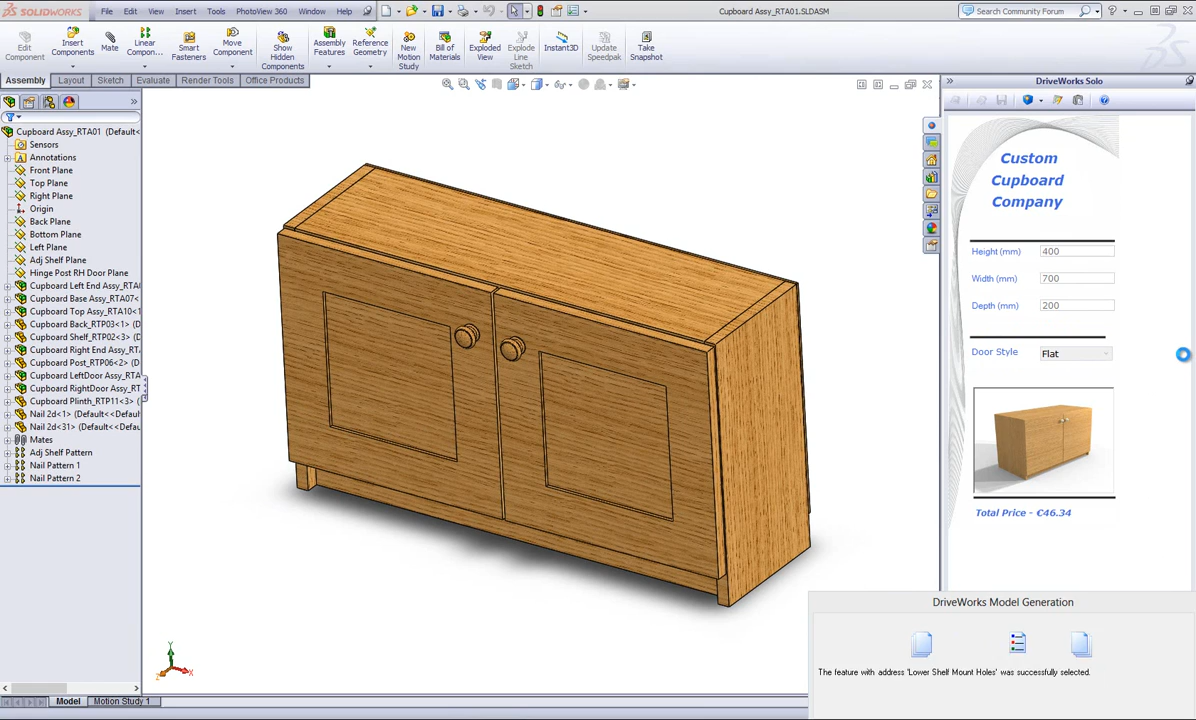 SOLIDWORKS
File
Edit
View
Insert
Tools
PhotoView 360
Window
Help
Cupboard Assy_RTA01.SLDASM
Search Community Forum
Edit Component
Insert Components
Mate
Linear Compon...
Smart Fasteners
Move Component
Show Hidden Components
Assembly Features
Reference Geometry
New Motion Study
Bill of Materials
Exploded View
Explode Line Sketch
Instant3D
Update Speedpak
Take Snapshot
Assembly
Layout
Sketch
Evaluate
Render Tools
Office Products
Cupboard Assy_RTA01 (Default<
Sensors
Annotations
Front Plane
Top Plane
Right Plane
Origin
Back Plane
Bottom Plane
Left Plane
Adj Shelf Plane
Hinge Post RH Door Plane
Cupboard Left End Assy_RTA0
Cupboard Base Assy_RTA07<
Cupboard Top Assy_RTA10<1
Cupboard Back_RTP03<1> (D
Cupboard Shelf_RTP02<3> (D
Cupboard Right End Assy_RT
Cupboard Post_RTP06<2> (D
Cupboard LeftDoor Assy_RTA
Cupboard RightDoor Assy_RT
Cupboard Plinth_RTP11<3> (
Nail 2d<1> (Default<<Defaul
Nail 2d<31> (Default<<Defau
Mates
Adj Shelf Pattern
Nail Pattern 1
Nail Pattern 2
Model
Motion Study 1
DriveWorks Solo
Custom
Cupboard
Company
Height (mm) 400
Width (mm) 700
Depth (mm) 200
Door Style Flat
Total Price - €46.34
DriveWorks Model Generation
The feature with address 'Lower Shelf Mount Holes' was successfully selected.